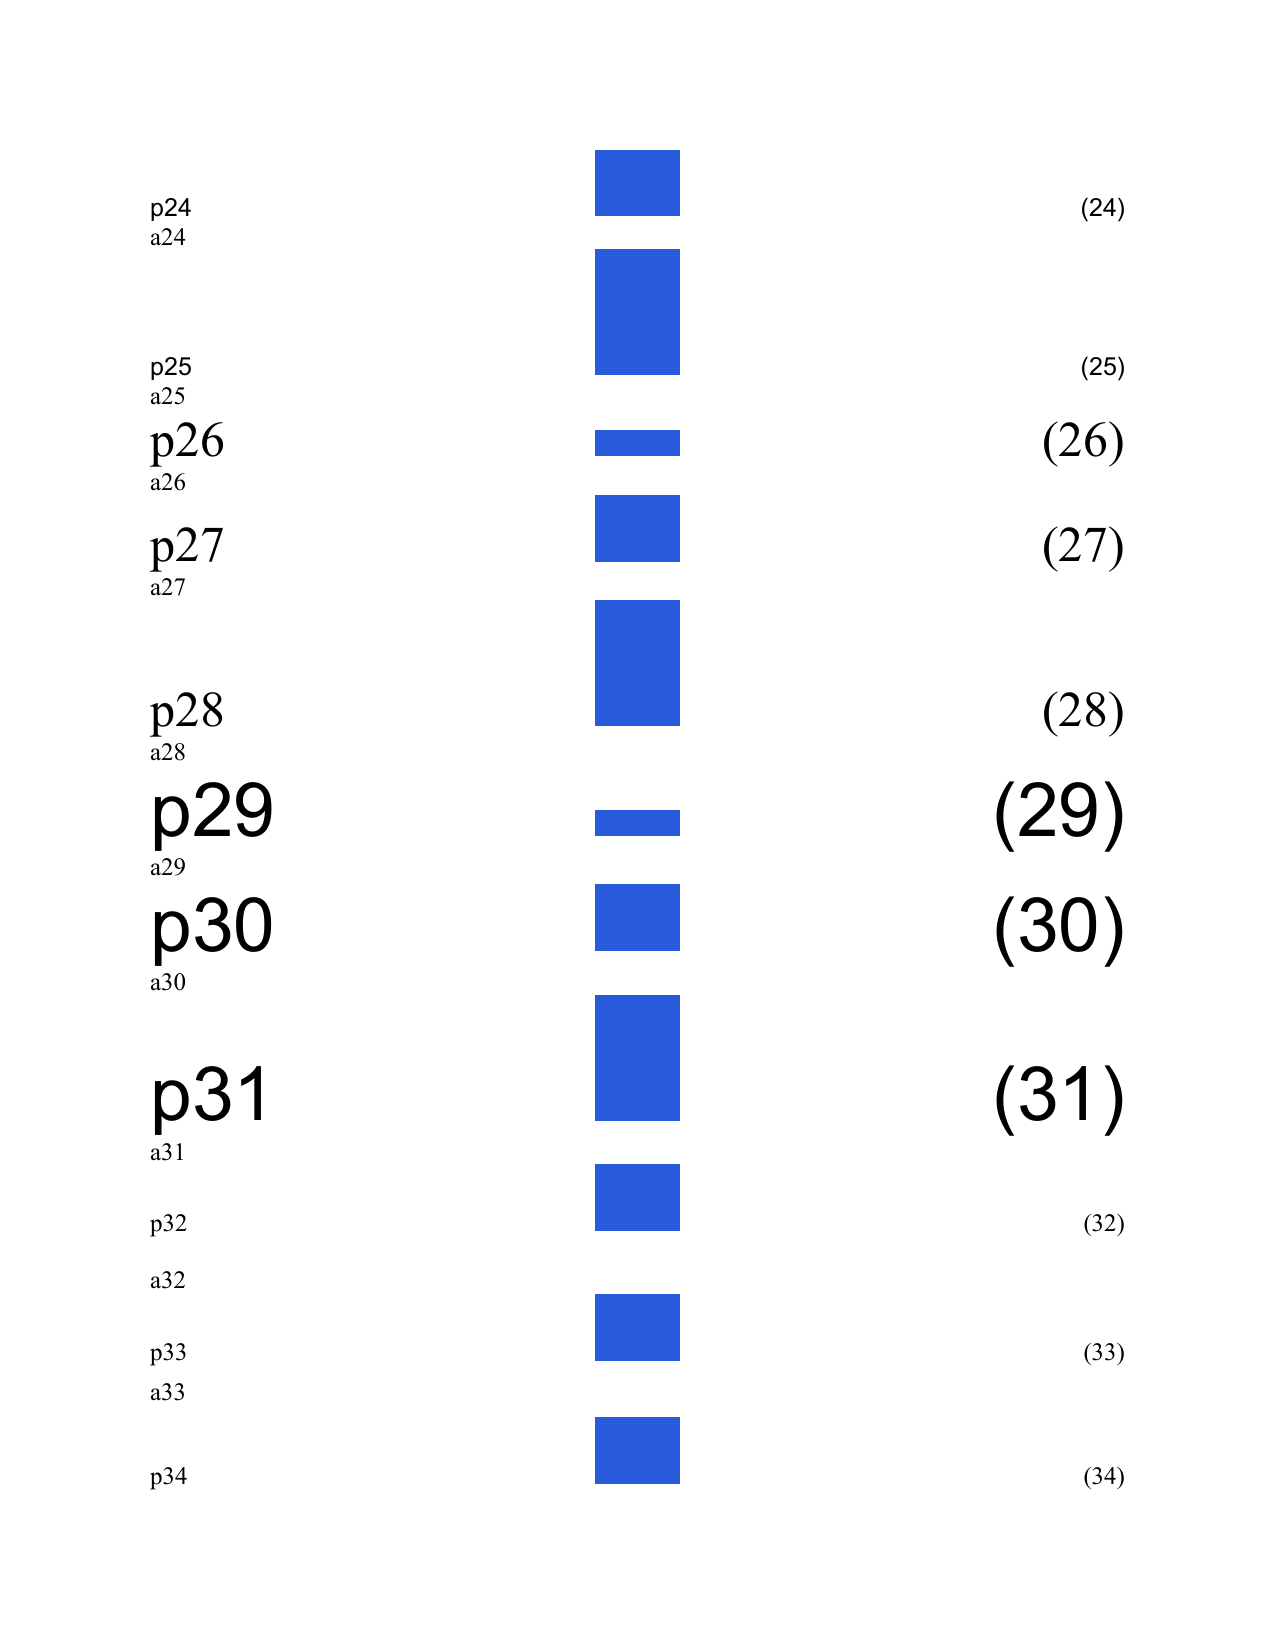 p24 (24)
a24
p25 (25)
a25
p26 (26)
a26
p27 (27)
a27
p28 (28)
a28
p29 (29)
a29
p30 (30)
a30
p31 (31)
a31
p32 (32)
a32
p33 (33)
a33
p34 (34)